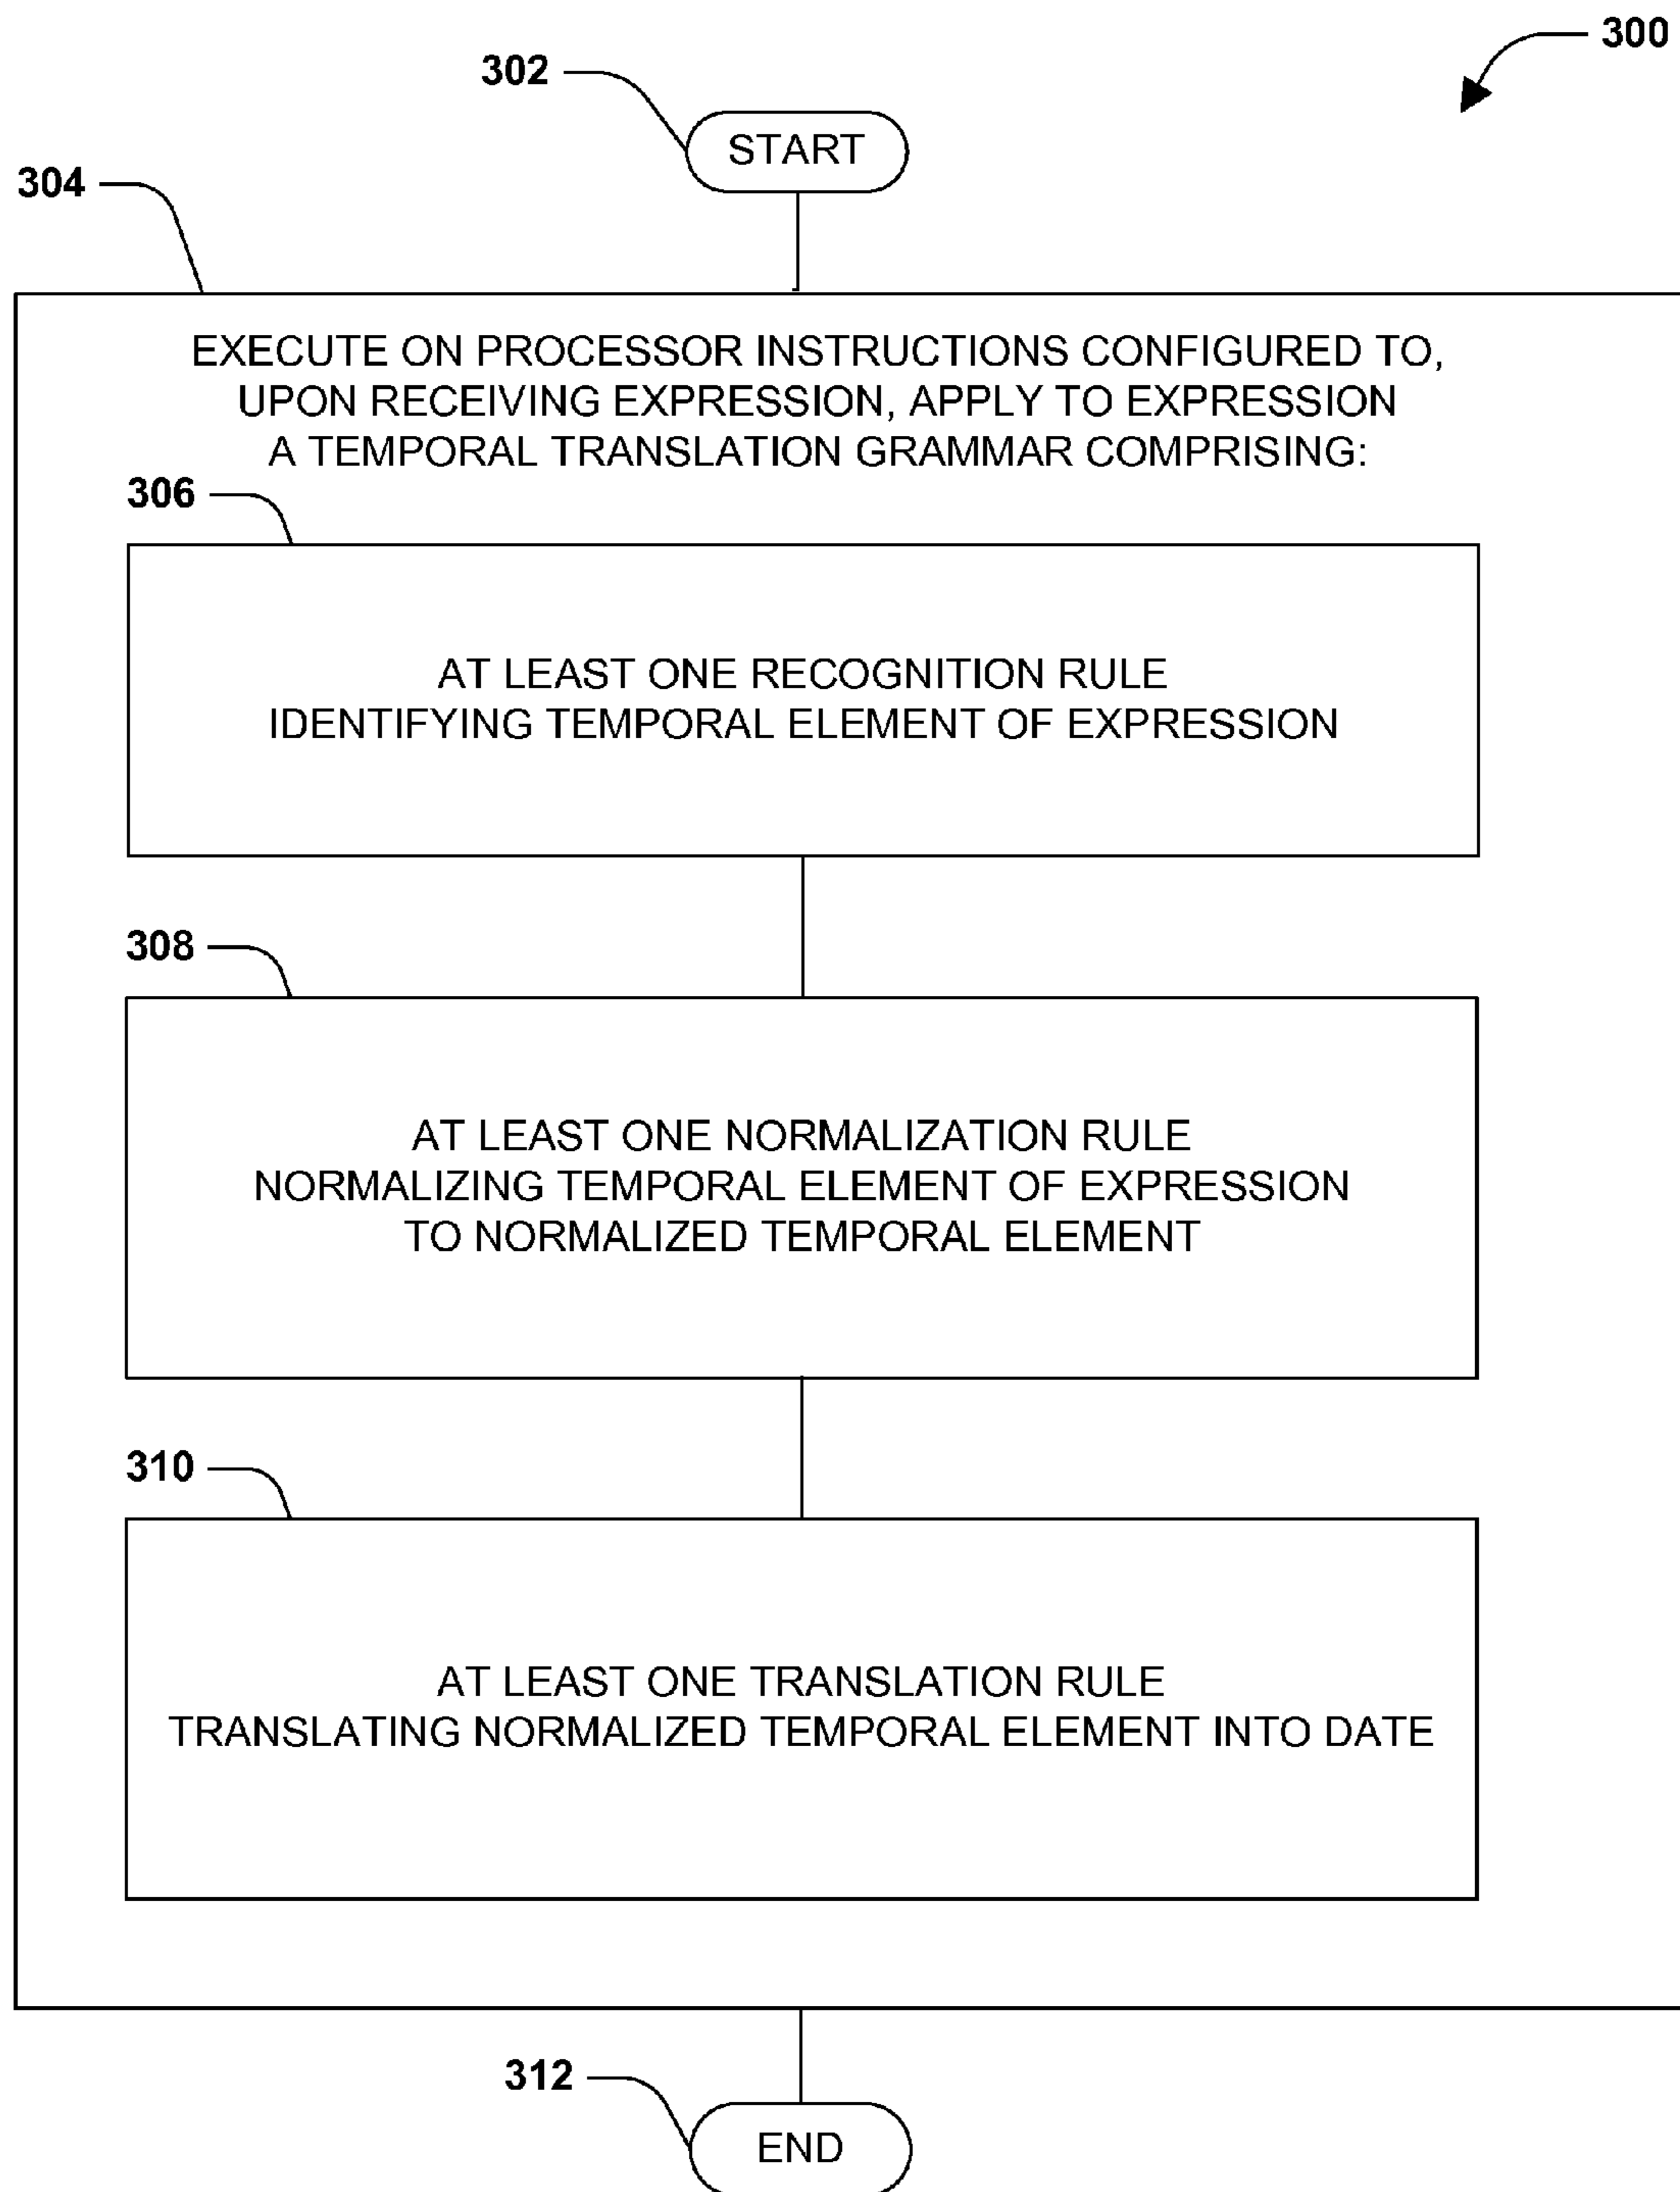 300
302
START
304
EXECUTE ON PROCESSOR INSTRUCTIONS CONFIGURED TO,
UPON RECEIVING EXPRESSION, APPLY TO EXPRESSION
A TEMPORAL TRANSLATION GRAMMAR COMPRISING:
306
AT LEAST ONE RECOGNITION RULE
IDENTIFYING TEMPORAL ELEMENT OF EXPRESSION
308
AT LEAST ONE NORMALIZATION RULE
NORMALIZING TEMPORAL ELEMENT OF EXPRESSION
TO NORMALIZED TEMPORAL ELEMENT
310
AT LEAST ONE TRANSLATION RULE
TRANSLATING NORMALIZED TEMPORAL ELEMENT INTO DATE
312
END